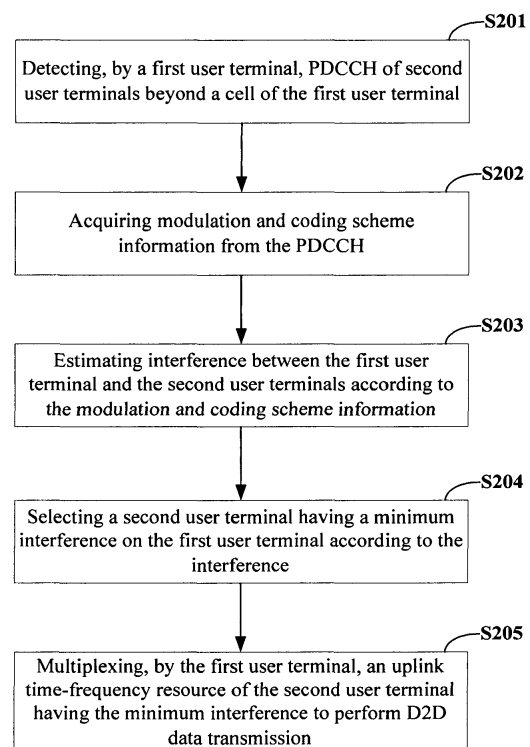 S201
Detecting, by a first user terminal, PDCCH of second
user terminals beyond a cell of the first user terminal
S202
Acquiring modulation and coding scheme
information from the PDCCH
S203
Estimating interference between the first user
terminal and the second user terminals according to
the modulation and coding scheme information
S204
Selecting a second user terminal having a minimum
interference on the first user terminal according to the
interference
S205
Multiplexing, by the first user terminal, an uplink
time-frequency resource of the second user terminal
having the minimum interference to perform D2D
data transmission